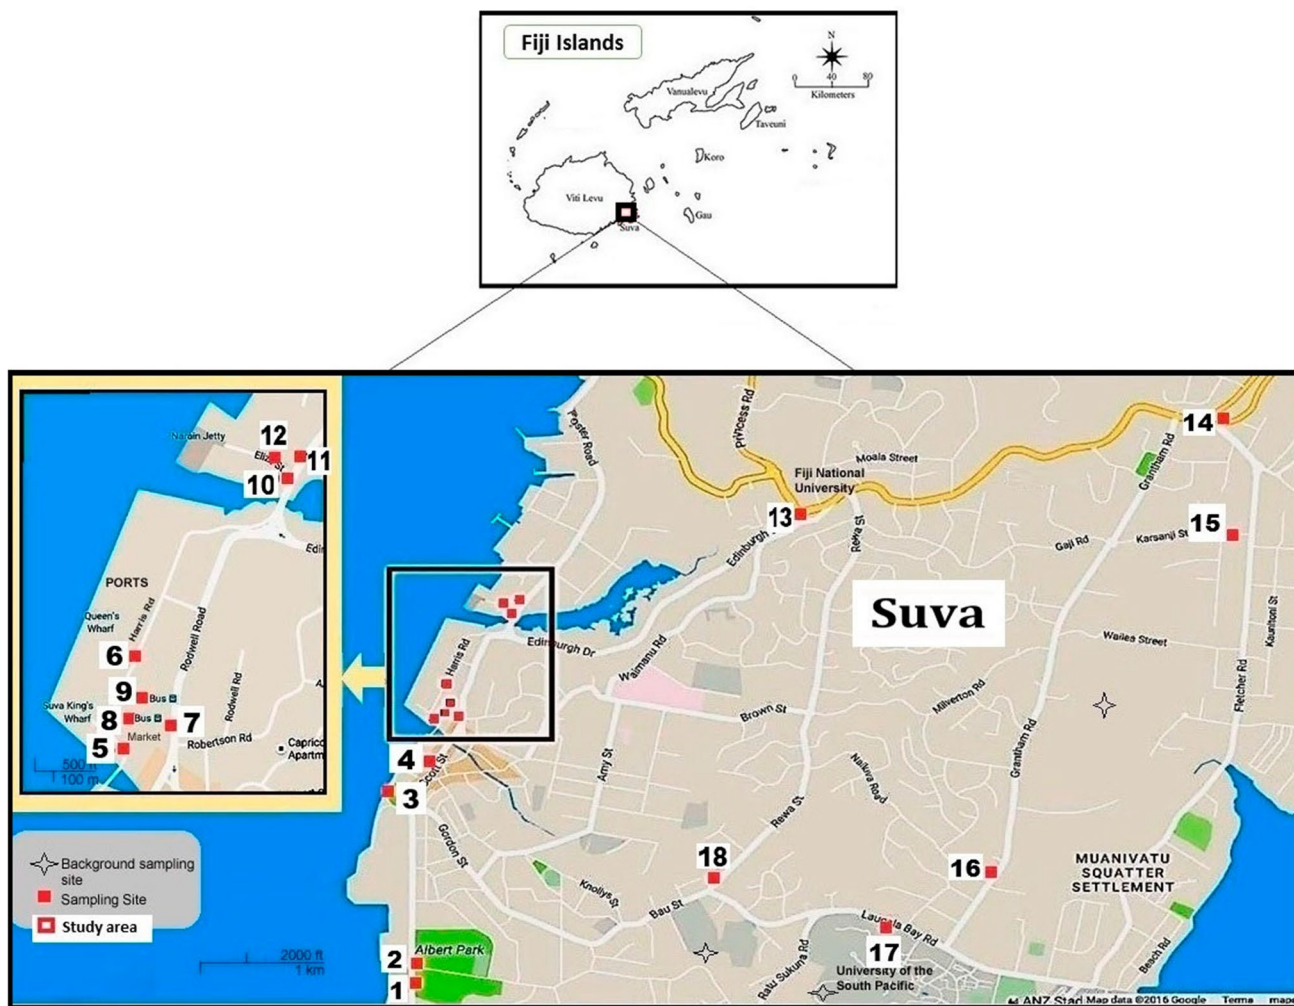 Fiji Islands
N
0 40 80
Kilometers
Vanualevu
Taveuni
Koro
Viti Levu
Gau
Suva
12
Narain Jetty
11
10
PORTS
Queen's
Wharf
Harris Rd
Rodwell Road
6
Rodwell Rd
9
Bus
Suva King's
Wharf
8
Bus
7
Market
Robertson Rd
5
Capric
Apartm
500 ft
100 m
Foster Road
Princess Rd
Moala Street
Fiji National
University
13
Edinburgh
Rewa St
14
Grantham Rd
15
Karsanji St
Gaji Rd
Suva
Wailea Street
Kaunitoni St
Fletcher Rd
Harris Rd
Edinburgh Dr
Waimanu Rd
Brown St
Milverton Rd
Grantham Rd
Naikiva Road
Amy St
4
Scott St
3
Gordon St
Rewa St
18
16
MUANIVATU
SQUATTER
SETTLEMENT
Knollys St
Bau St
Laucala Bay Rd
17
Ratu Sukuna Rd
University of the
South Pacific
Beach Rd
Albert Park
2
1
Background sampling
site
Sampling Site
Study area
2000 ft
1 km
ANZ Stad
Map data ©2016 Google
Terms